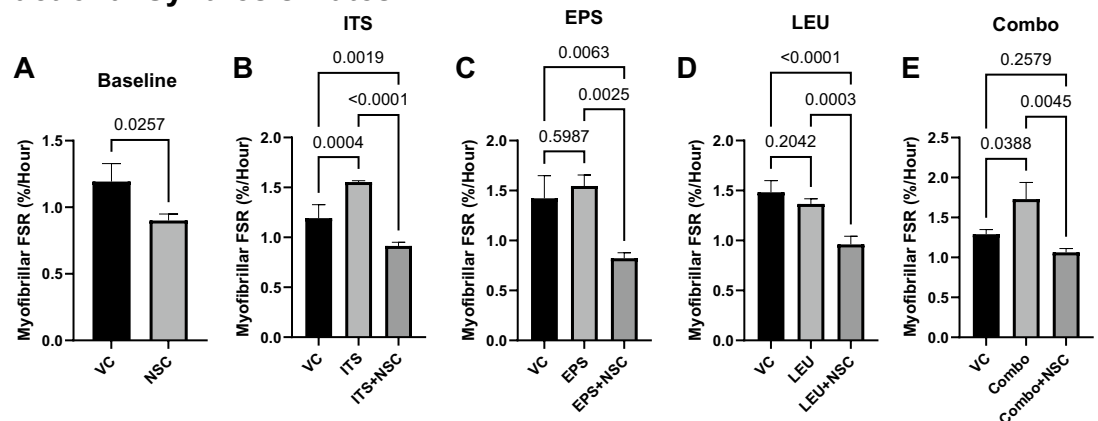 ITS
EPS
LEU
Combo
A
Baseline
B
C
D
E
0.0257
0.0019
<0.0001
0.0004
0.0063
0.0025
0.5987
<0.0001
0.0003
0.2042
0.2579
0.0045
0.0388
Myofibrillar FSR (%/Hour)
1.5
1.0
0.5
0.0
VC
NSC
Myofibrillar FSR (%/Hour)
2.0
1.5
1.0
0.5
0.0
VC
ITS
ITS+NSC
Myofibrillar FSR (%/Hour)
2.0
1.5
1.0
0.5
0.0
VC
EPS
EPS+NSC
Myofibrillar FSR (%/Hour)
2.0
1.5
1.0
0.5
0.0
VC
LEU
LEU+NSC
Myofibrillar FSR (%/Hour)
2.5
2.0
1.5
1.0
0.5
0.0
VC
Combo
Combo+NSC